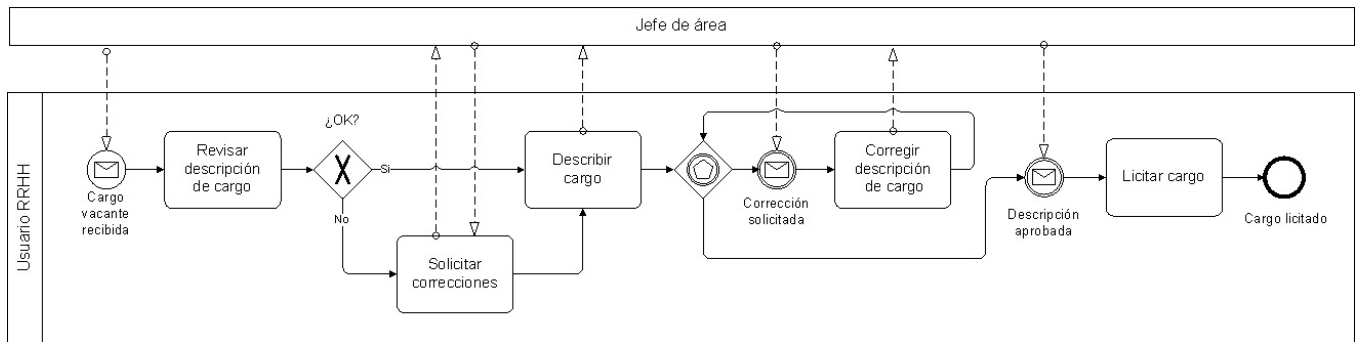 Jefe de área
Usuario RRHH
Cargo
vacante
recibida
Revisar
descripción
de cargo
¿OK?
Si
No
Solicitar
correcciones
Describir
cargo
Corrección
solicitada
Corregir
descripción
de cargo
Descripción
aprobada
Licitar cargo
Cargo licitado